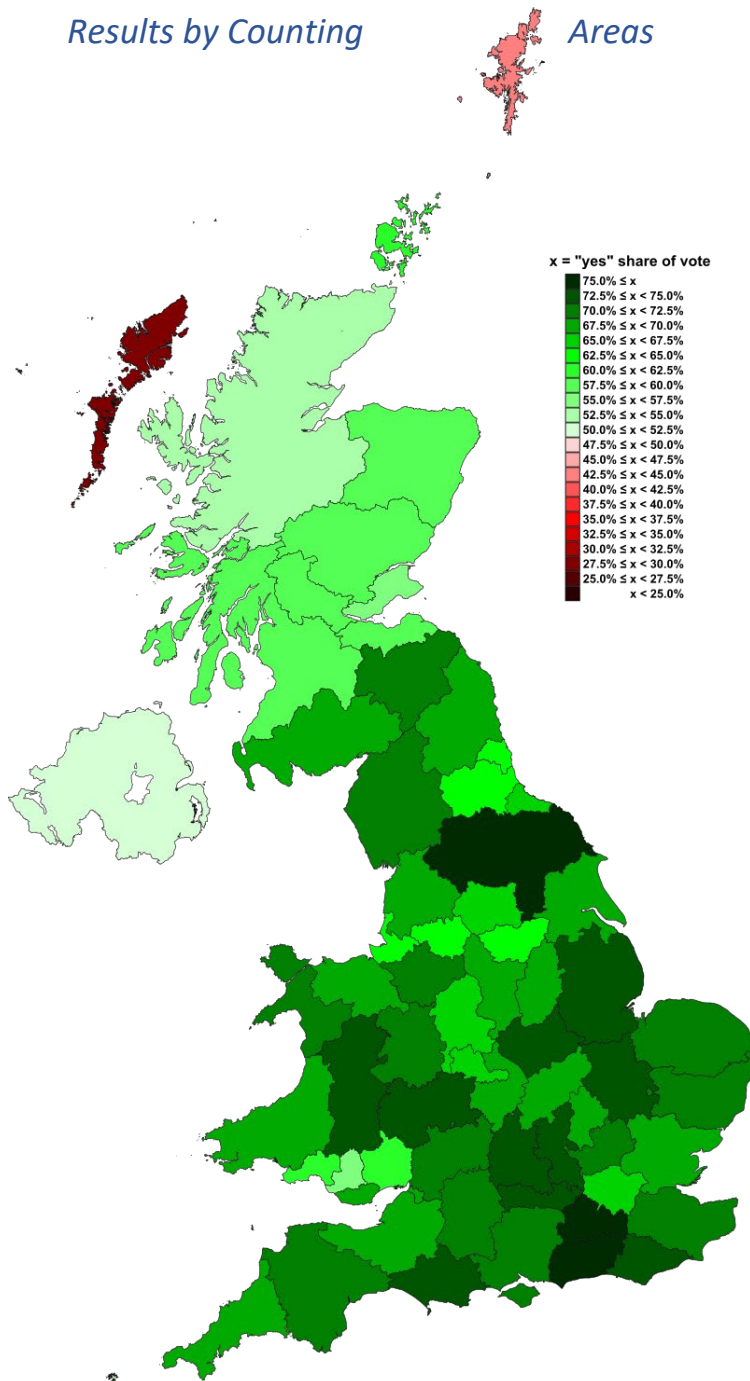 Results by Counting Areas
x = "yes" share of vote
75.0% ≤ x
72.5% ≤ x < 75.0%
70.0% ≤ x < 72.5%
67.5% ≤ x < 70.0%
65.0% ≤ x < 67.5%
62.5% ≤ x < 65.0%
60.0% ≤ x < 62.5%
57.5% ≤ x < 60.0%
55.0% ≤ x < 57.5%
52.5% ≤ x < 55.0%
50.0% ≤ x < 52.5%
47.5% ≤ x < 50.0%
45.0% ≤ x < 47.5%
42.5% ≤ x < 45.0%
40.0% ≤ x < 42.5%
37.5% ≤ x < 40.0%
35.0% ≤ x < 37.5%
32.5% ≤ x < 35.0%
30.0% ≤ x < 32.5%
27.5% ≤ x < 30.0%
25.0% ≤ x < 27.5%
x < 25.0%